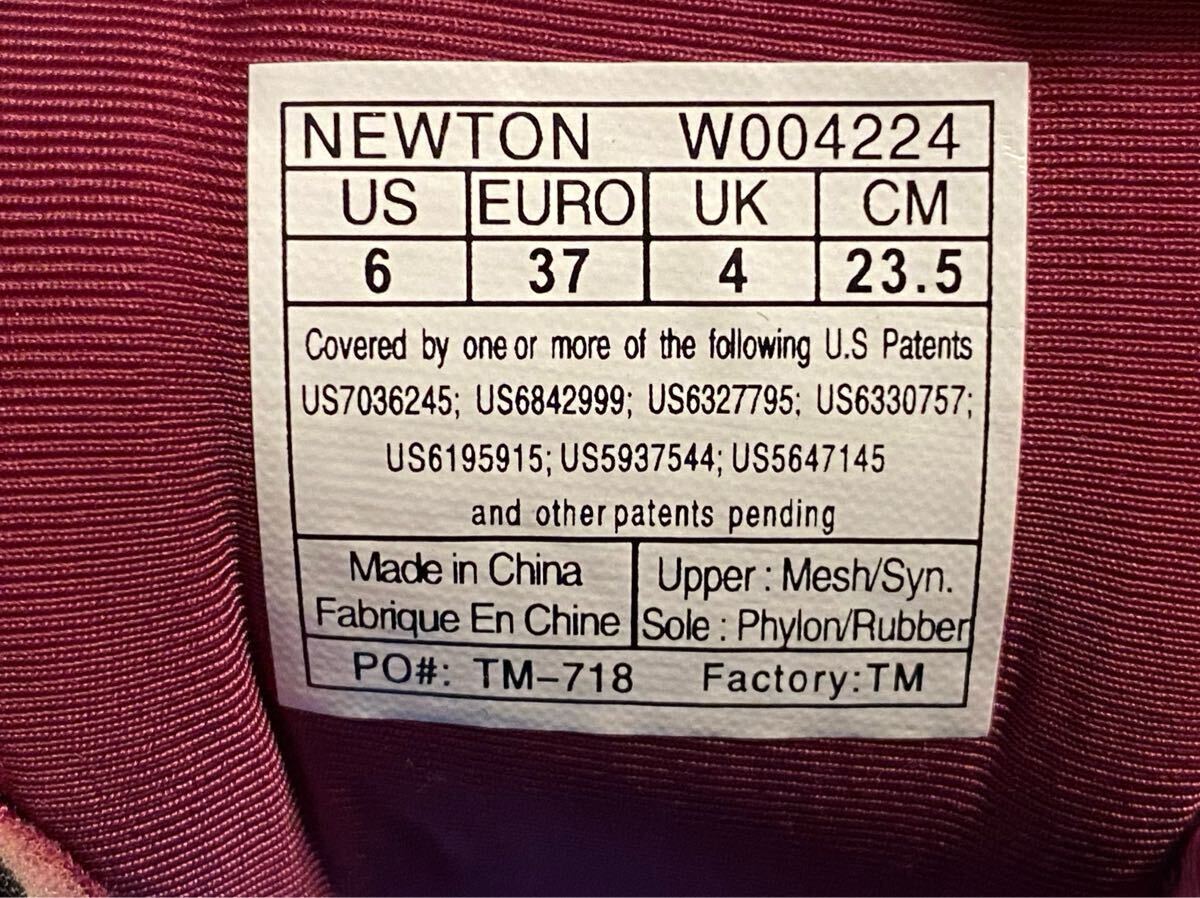 NEWTON W004224
US EURO UK CM
6 37 4 23.5
Covered by one or more of the following U.S Patents
US7036245; US6842999; US6327795; US6330757;
US6195915; US5937544; US5647145
and other patents pending
Made in China
Fabrique En Chine
Upper : Mesh/Syn.
Sole : Phylon/Rubber
PO#: TM-718 Factory:TM